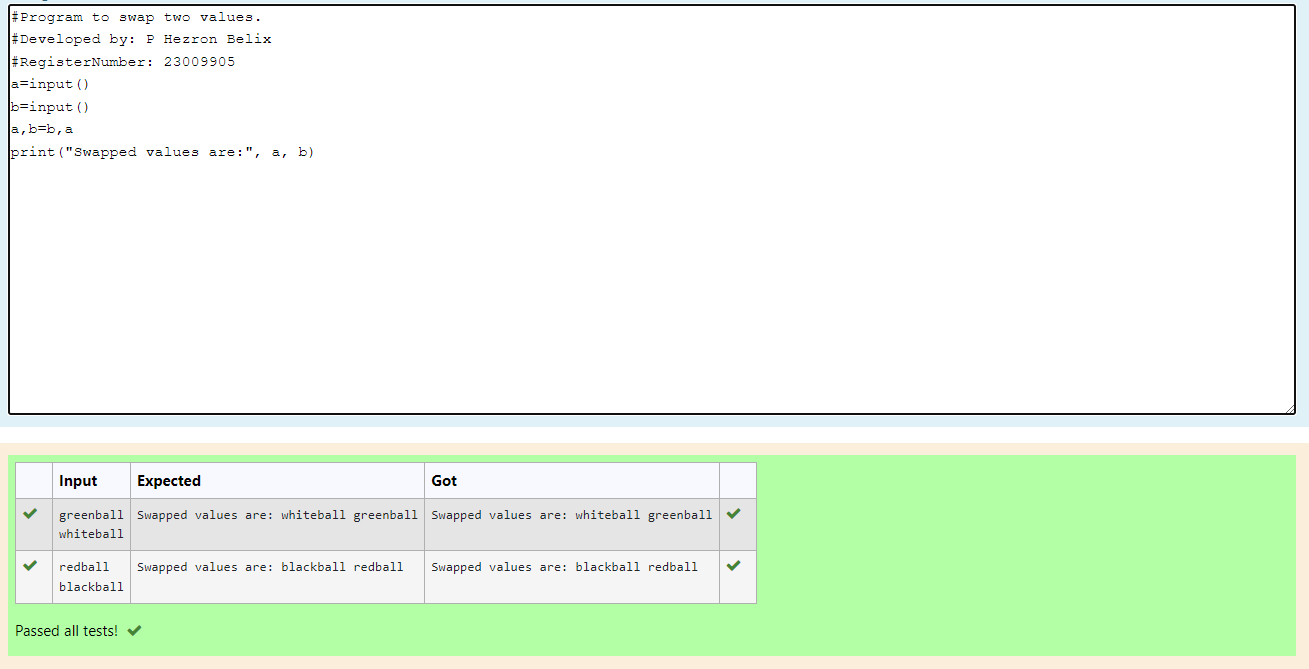 #Program to swap two values.
#Developed by: P Hezron Belix
#RegisterNumber: 23009905
a=input()
b=input()
a,b=b,a
print("Swapped values are:", a, b)
Input Expected Got
greenball Swapped values are: whiteball greenball Swapped values are: whiteball greenball
whiteball
redball Swapped values are: blackball redball Swapped values are: blackball redball
blackball
Passed all tests!